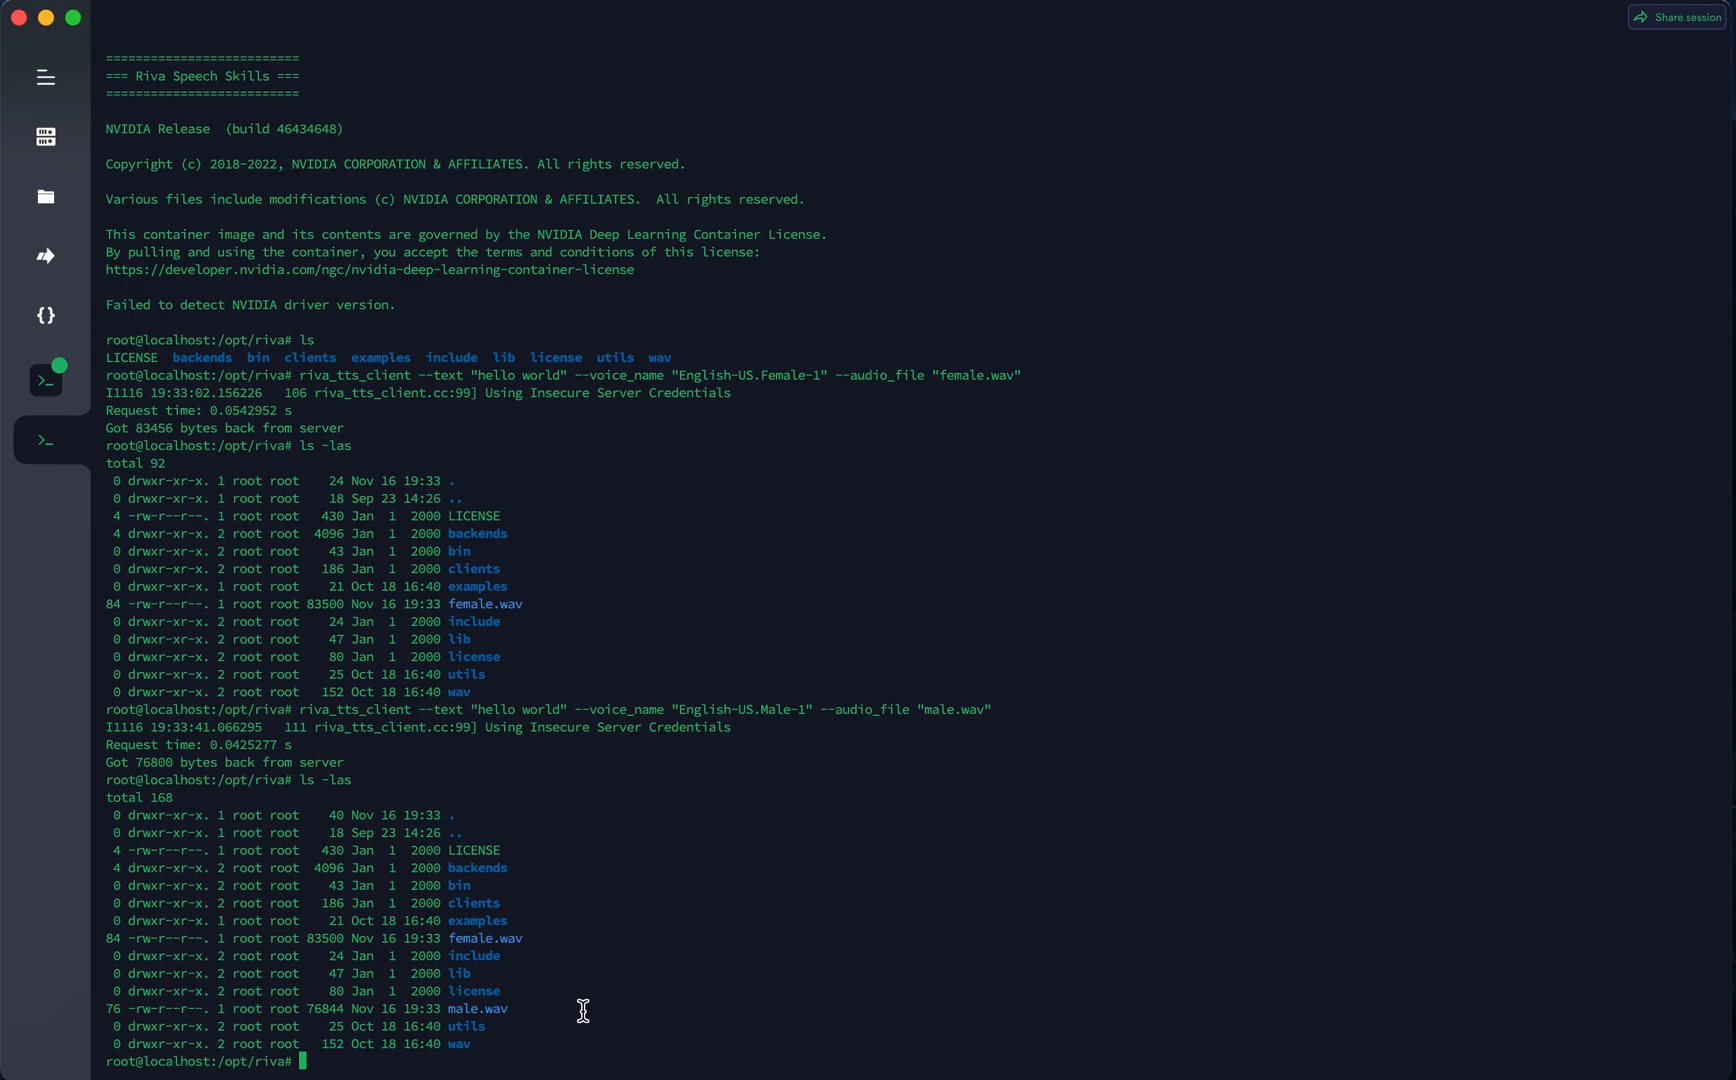 Share session
==========================
=== Riva Speech Skills ===
==========================
NVIDIA Release  (build 46434648)
Copyright (c) 2018-2022, NVIDIA CORPORATION & AFFILIATES. All rights reserved.
Various files include modifications (c) NVIDIA CORPORATION & AFFILIATES.  All rights reserved.
This container image and its contents are governed by the NVIDIA Deep Learning Container License.
By pulling and using the container, you accept the terms and conditions of this license:
https://developer.nvidia.com/ngc/nvidia-deep-learning-container-license
Failed to detect NVIDIA driver version.
root@localhost:/opt/riva# ls
LICENSE  backends  bin  clients  examples  include  lib  license  utils  wav
root@localhost:/opt/riva# riva_tts_client --text "hello world" --voice_name "English-US.Female-1" --audio_file "female.wav"
I1116 19:33:02.156226   106 riva_tts_client.cc:99] Using Insecure Server Credentials
Request time: 0.0542952 s
Got 83456 bytes back from server
root@localhost:/opt/riva# ls -las
total 92
 0 drwxr-xr-x. 1 root root    24 Nov 16 19:33 .
 0 drwxr-xr-x. 1 root root    18 Sep 23 14:26 ..
 4 -rw-r--r--. 1 root root   430 Jan  1  2000 LICENSE
 4 drwxr-xr-x. 2 root root  4096 Jan  1  2000 backends
 0 drwxr-xr-x. 2 root root    43 Jan  1  2000 bin
 0 drwxr-xr-x. 2 root root   186 Jan  1  2000 clients
 0 drwxr-xr-x. 1 root root    21 Oct 18 16:40 examples
84 -rw-r--r--. 1 root root 83500 Nov 16 19:33 female.wav
 0 drwxr-xr-x. 2 root root    24 Jan  1  2000 include
 0 drwxr-xr-x. 2 root root    47 Jan  1  2000 lib
 0 drwxr-xr-x. 2 root root    80 Jan  1  2000 license
 0 drwxr-xr-x. 2 root root    25 Oct 18 16:40 utils
 0 drwxr-xr-x. 2 root root   152 Oct 18 16:40 wav
root@localhost:/opt/riva# riva_tts_client --text "hello world" --voice_name "English-US.Male-1" --audio_file "male.wav"
I1116 19:33:41.066295   111 riva_tts_client.cc:99] Using Insecure Server Credentials
Request time: 0.0425277 s
Got 76800 bytes back from server
root@localhost:/opt/riva# ls -las
total 168
 0 drwxr-xr-x. 1 root root    40 Nov 16 19:33 .
 0 drwxr-xr-x. 1 root root    18 Sep 23 14:26 ..
 4 -rw-r--r--. 1 root root   430 Jan  1  2000 LICENSE
 4 drwxr-xr-x. 2 root root  4096 Jan  1  2000 backends
 0 drwxr-xr-x. 2 root root    43 Jan  1  2000 bin
 0 drwxr-xr-x. 2 root root   186 Jan  1  2000 clients
 0 drwxr-xr-x. 1 root root    21 Oct 18 16:40 examples
84 -rw-r--r--. 1 root root 83500 Nov 16 19:33 female.wav
 0 drwxr-xr-x. 2 root root    24 Jan  1  2000 include
 0 drwxr-xr-x. 2 root root    47 Jan  1  2000 lib
 0 drwxr-xr-x. 2 root root    80 Jan  1  2000 license
76 -rw-r--r--. 1 root root 76844 Nov 16 19:33 male.wav
 0 drwxr-xr-x. 2 root root    25 Oct 18 16:40 utils
 0 drwxr-xr-x. 2 root root   152 Oct 18 16:40 wav
root@localhost:/opt/riva#